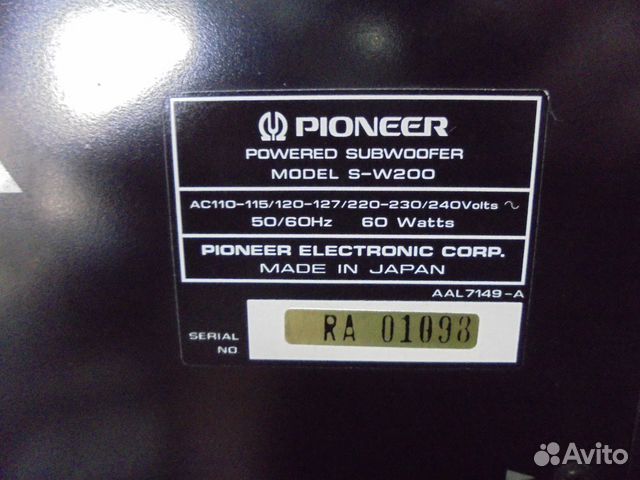 PIONEER
POWERED SUBWOOFER
MODEL S-W200
AC110-115/120-127/220-230/240Volts ~
50/60Hz 60 Watts
PIONEER ELECTRONIC CORP.
MADE IN JAPAN
AAL7149-A
SERIAL NO
RA 01098
Avito